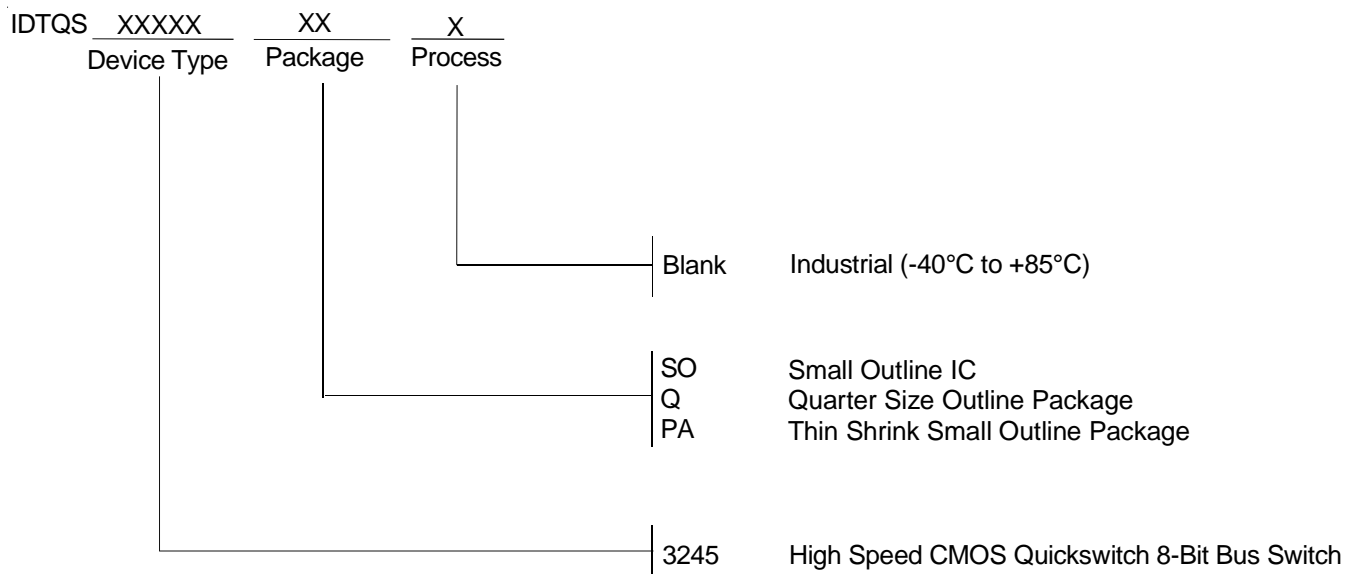 IDTQS XXXXX XX X
Device Type Package Process
Blank Industrial (-40°C to +85°C)
SO Small Outline IC
Q Quarter Size Outline Package
PA Thin Shrink Small Outline Package
3245 High Speed CMOS Quickswitch 8-Bit Bus Switch